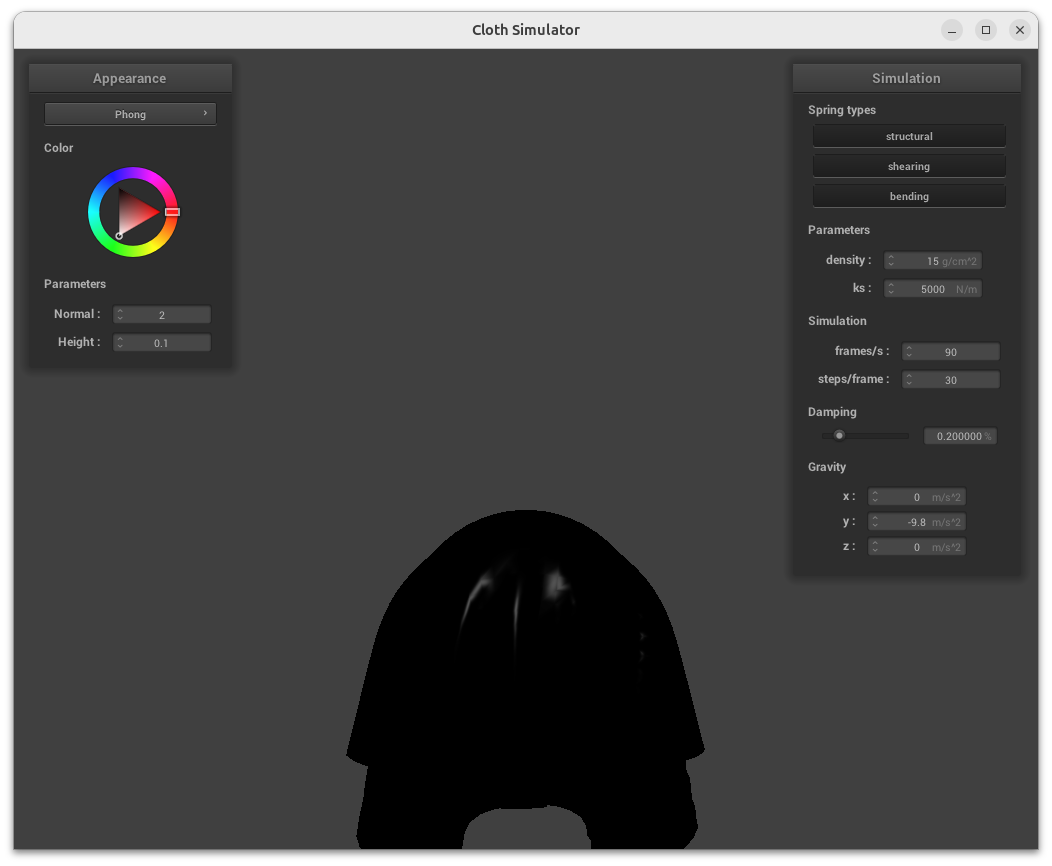 Cloth Simulator
Appearance
Phong
Color
Parameters
Normal : 2
Height : 0.1
Simulation
Spring types
structural
shearing
bending
Parameters
density : 15 g/cm^2
ks : 5000 N/m
Simulation
frames/s : 90
steps/frame : 30
Damping
0.200000 %
Gravity
x : 0 m/s^2
y : -9.8 m/s^2
z : 0 m/s^2